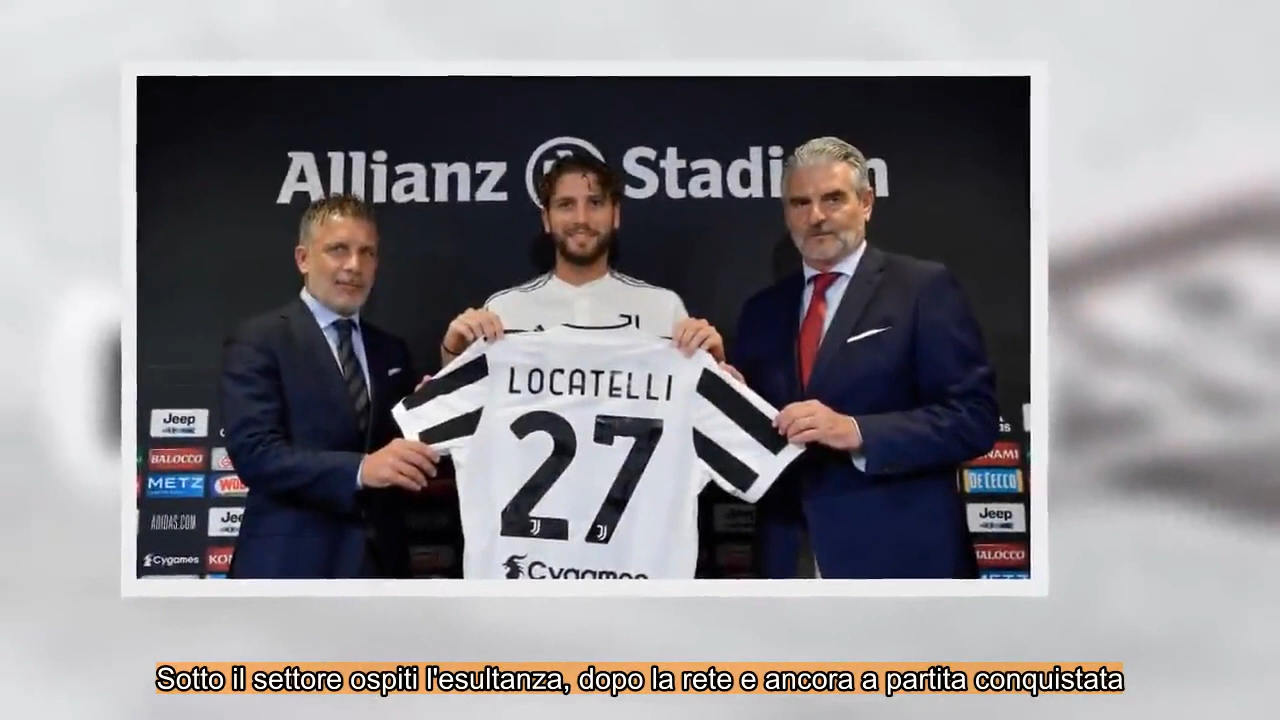 Allianz Stadium
LOCATELLI
27
Cygames
Jeep
BALOCCO
METZ
ADIDAS.COM
Jeep
Cygames
DE CECCO
Jeep
BALOCCO
METZ
Sotto il settore ospiti l'esultanza, dopo la rete e ancora a partita conquistata